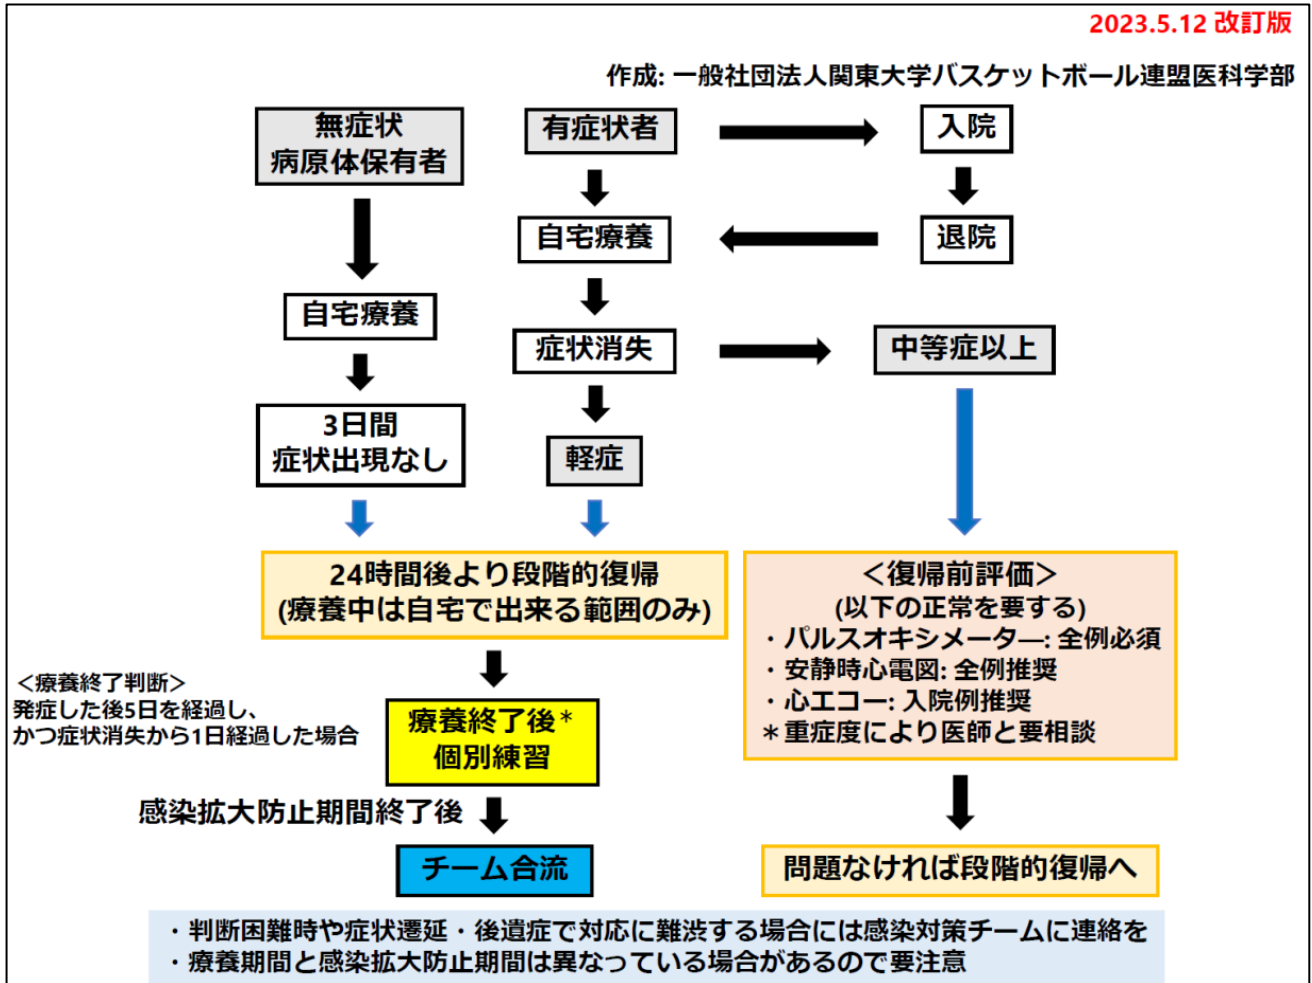 2023.5.12 改訂版
作成: 一般社団法人関東大学バスケットボール連盟医科学部
無症状
病原体保有者
有症状者
入院
自宅療養
退院
自宅療養
症状消失
中等症以上
3日間
症状出現なし
軽症
24時間後より段階的復帰
(療養中は自宅で出来る範囲のみ)
＜復帰前評価＞
(以下の正常を要する)
・パルスオキシメーター: 全例必須
・安静時心電図: 全例推奨
・心エコー: 入院例推奨
＊重症度により医師と要相談
＜療養終了判断＞
発症した後5日を経過し、
かつ症状消失から1日経過した場合
療養終了後＊
個別練習
感染拡大防止期間終了後
チーム合流
問題なければ段階的復帰へ
・判断困難時や症状遷延・後遺症で対応に難渋する場合には感染対策チームに連絡を
・療養期間と感染拡大防止期間は異なっている場合があるので要注意